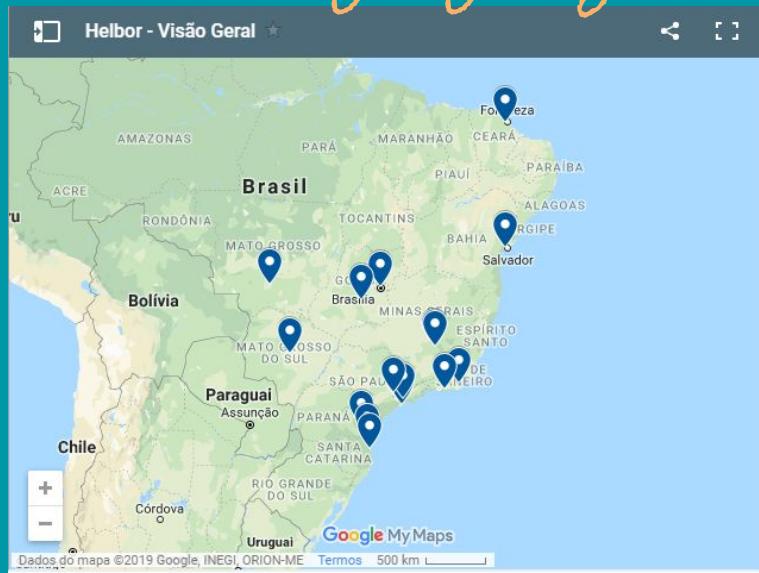 Helbor - Visão Geral
AMAZONAS
PARÁ
MARANHÃO
CEARÁ
PIAUÍ
PARAÍBA
ACRE
Brasil
ALAGOAS
RONDÔNIA
TOCANTINS
MATO GROSSO
BAHIA
Salvador
Brasília
Bolívia
MINAS GERAIS
ESPÍRITO
SANTO
MATO GROSSO
DO SUL
Paraguai
Assunção
PARANÁ
Chile
SANTA
CATARINA
RIO GRANDE
DO SUL
Córdova
Uruguai
Google My Maps
Dados do mapa ©2019 Google, INEGI, ORION-ME Termos 500 km